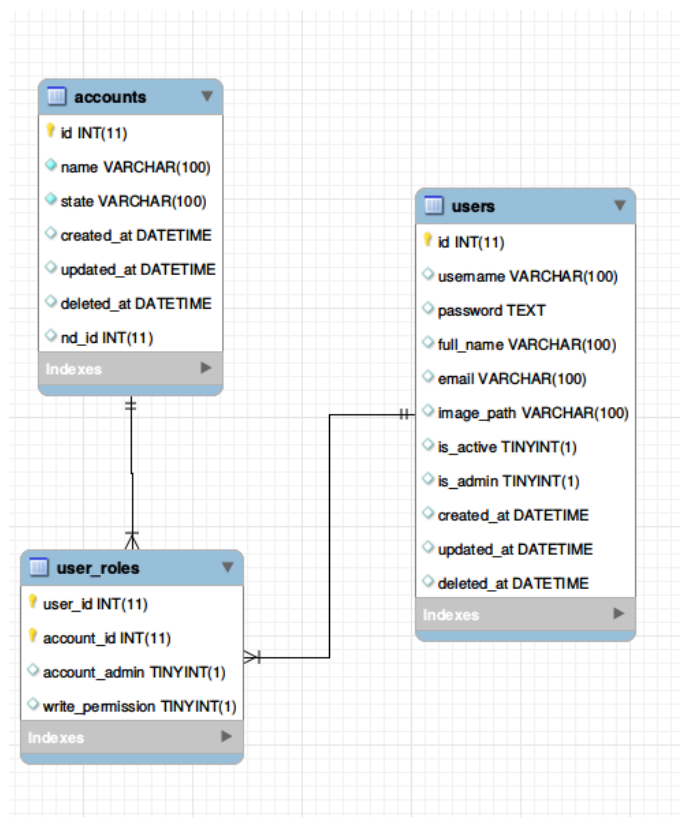 accounts
id INT(11)
name VARCHAR(100)
state VARCHAR(100)
created_at DATETIME
updated_at DATETIME
deleted_at DATETIME
nd_id INT(11)
Indexes
users
id INT(11)
username VARCHAR(100)
password TEXT
full_name VARCHAR(100)
email VARCHAR(100)
image_path VARCHAR(100)
is_active TINYINT(1)
is_admin TINYINT(1)
created_at DATETIME
updated_at DATETIME
deleted_at DATETIME
Indexes
user_roles
user_id INT(11)
account_id INT(11)
account_admin TINYINT(1)
write_permission TINYINT(1)
Indexes